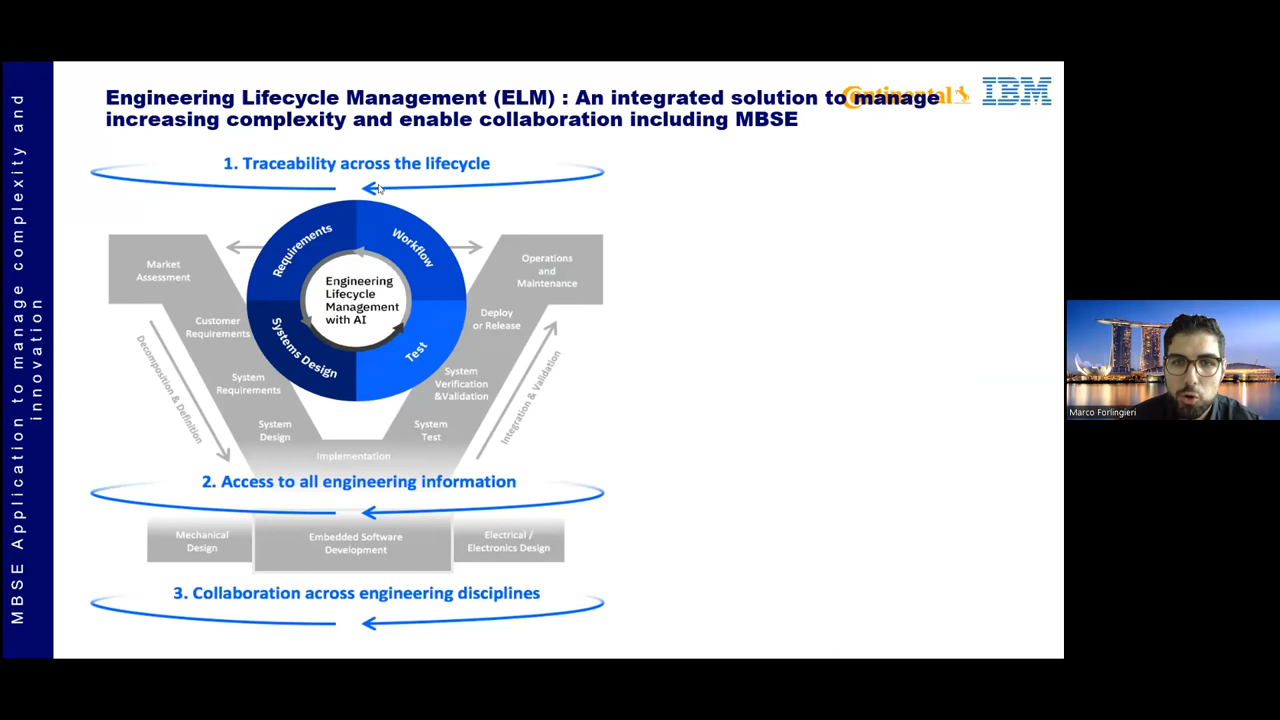 MBSE Application to manage complexity and
innovation
Engineering Lifecycle Management (ELM) : An integrated solution to manage
increasing complexity and enable collaboration including MBSE
Continental
IBM
1. Traceability across the lifecycle
Requirements
Workflow
Systems Design
Test
Engineering
Lifecycle
Management
with AI
Market
Assessment
Customer
Requirements
System
Requirements
System
Design
Decomposition & Definition
Implementation
Operations
and
Maintenance
Deploy
or Release
System
Verification
&Validation
System
Test
Integration & Validation
2. Access to all engineering information
Mechanical
Design
Embedded Software
Development
Electrical /
Electronics Design
3. Collaboration across engineering disciplines
Marco Forlingieri